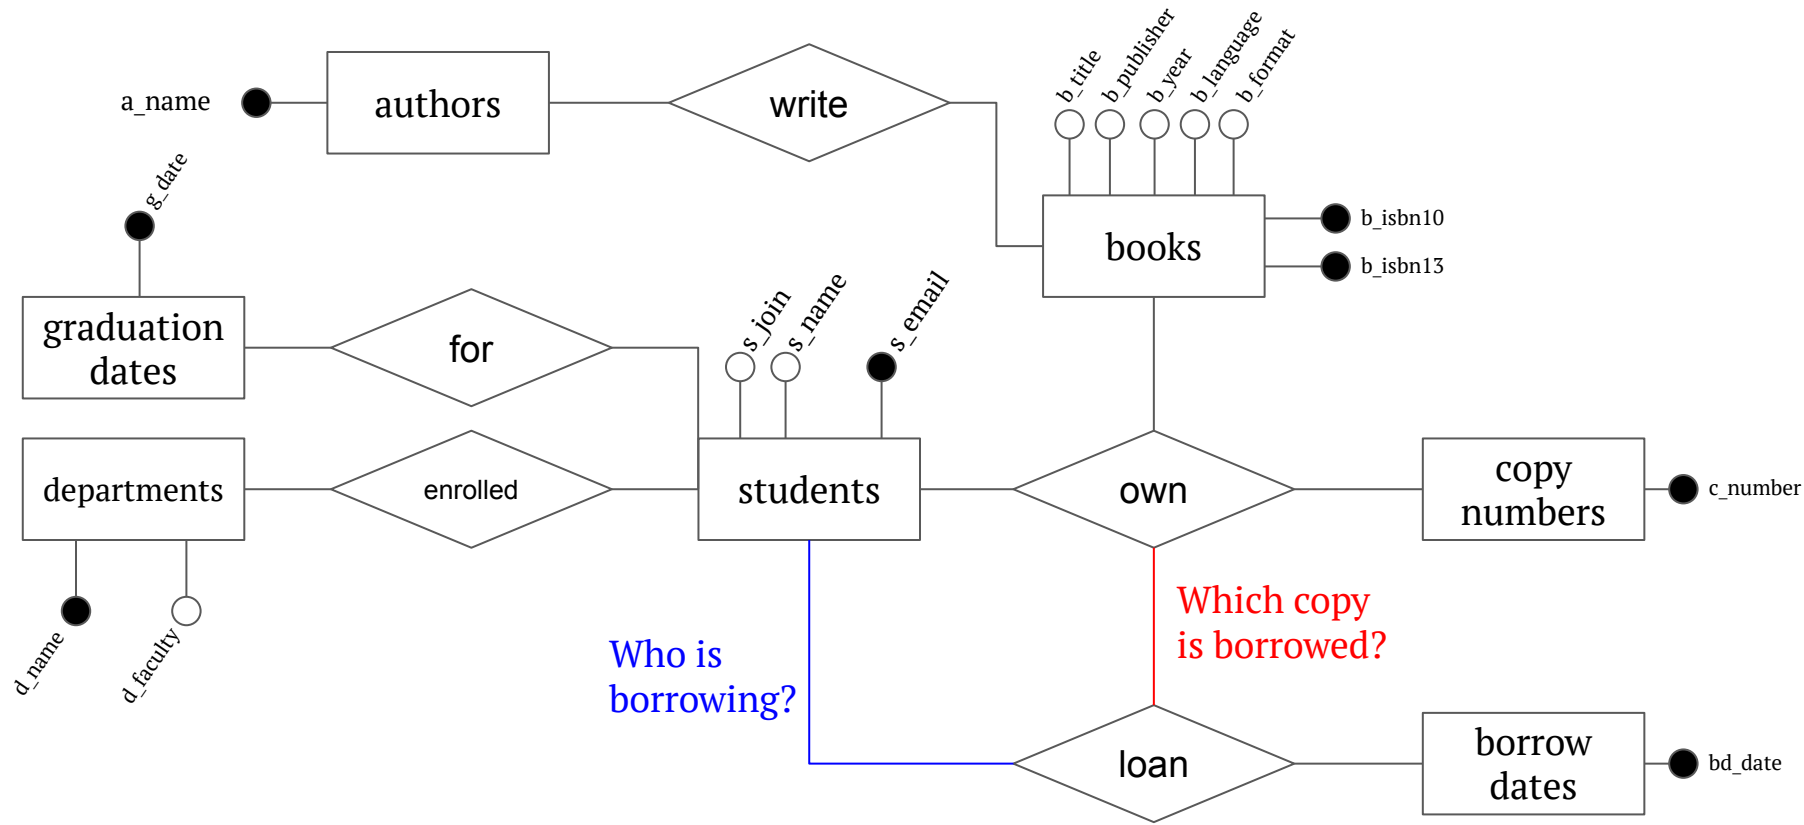 a_name
authors
write
b_title
b_publisher
b_year
b_language
b_format
books
b_isbn10
b_isbn13
g_date
graduation
dates
for
s_join
s_name
s_email
departments
enrolled
students
own
copy
numbers
c_number
d_name
d_faculty
Who is
borrowing?
Which copy
is borrowed?
loan
borrow
dates
bd_date